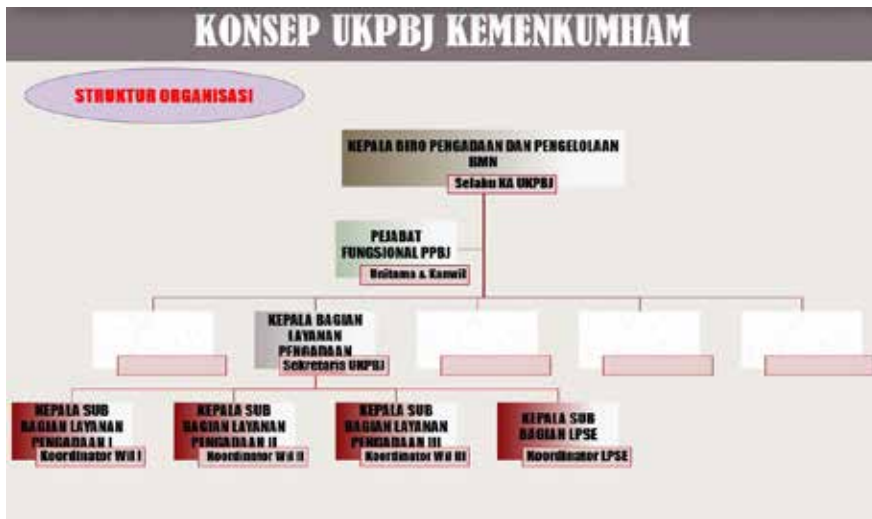 KONSEP UKPBJ KEMENKUMHAM
STRUKTUR ORGANISASI
KEPALA BIRO PENGADAAN DAN PENGELOLAAN
BMN
Selaku KA UKPBJ
PEJABAT
FUNGSIONAL PPBJ
Unitama & Kanwil
KEPALA BAGIAN
LAYANAN
PENGADAAN
Sekretaris UKPBJ
KEPALA SUB
BAGIAN LAYANAN
PENGADAAN I
Koordinator Wil I
KEPALA SUB
BAGIAN LAYANAN
PENGADAAN II
Koordinator Wil II
KEPALA SUB
BAGIAN LAYANAN
PENGADAAN III
Koordinator Wil III
KEPALA SUB
BAGIAN LPSE
Koordinator LPSE